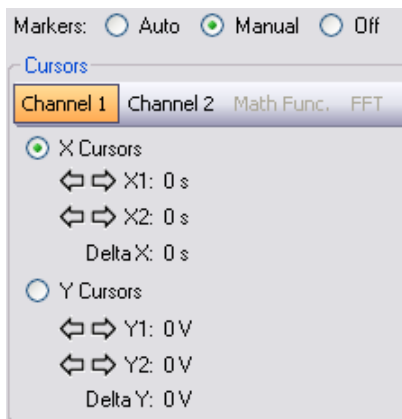 Markers: Auto Manual Off
Cursors
Channel 1 Channel 2 Math Func. FFT
X Cursors
X1: 0 s
X2: 0 s
Delta X: 0 s
Y Cursors
Y1: 0 V
Y2: 0 V
Delta Y: 0 V